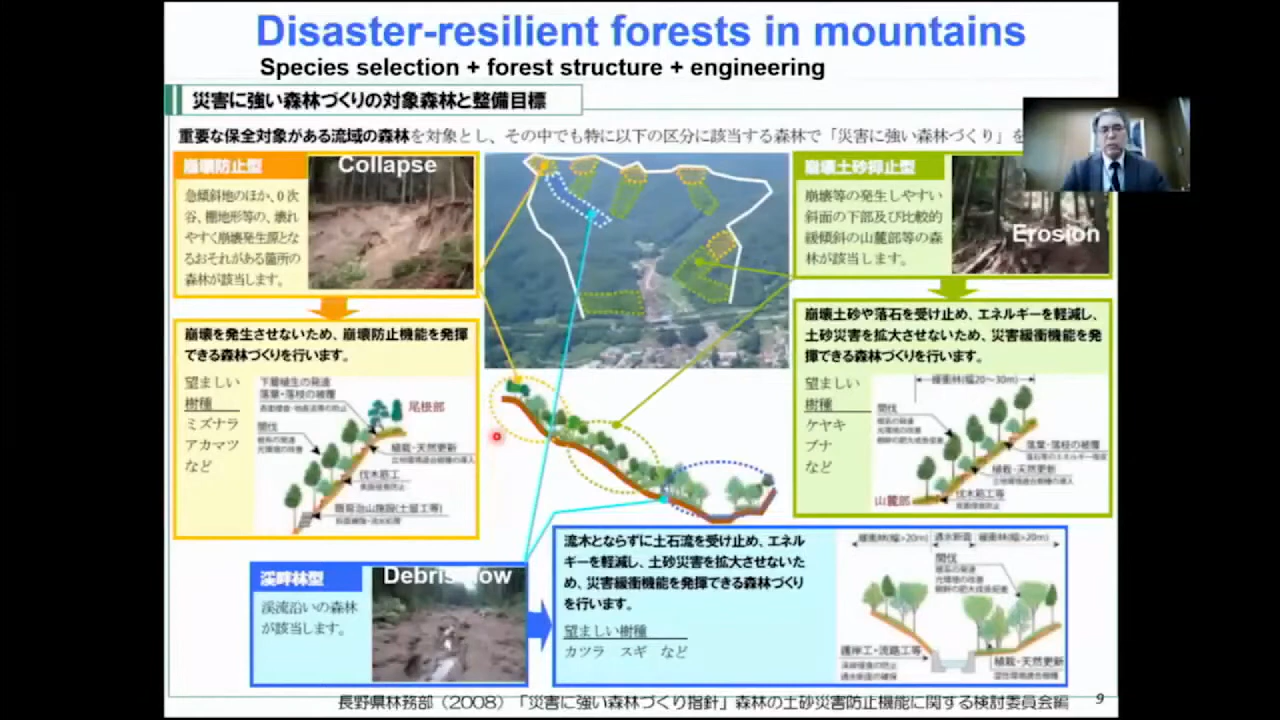 Disaster-resilient forests in mountains
Species selection + forest structure + engineering
災害に強い森林づくりの対象森林と整備目標
重要な保全対象がある流域の森林を対象とし、その中でも特に以下の区分に該当する森林で「災害に強い森林づくり」を
崩壊防止型
Collapse
急傾斜地のほか、0次
谷、棚地形等の、壊れ
やすく崩壊発生源とな
るおそれがある箇所の
森林が該当します。
崩壊土砂抑止型
Erosion
崩壊等の発生しやすい
斜面の下部及び比較的
緩傾斜の山麓部等の森
林が該当します。
崩壊を発生させないため、崩壊防止機能を発揮
できる森林づくりを行います。
望ましい
樹種
ミズナラ
アカマツ
など
下層植生の発達
落葉・落枝の被覆
尾根部
間伐
植栽・天然更新
伐木筋工
簡易治山施設(土留工等)
崩壊土砂や落石を受け止め、エネルギーを軽減し、
土砂災害を拡大させないため、災害緩衝機能を発
揮できる森林づくりを行います。
望ましい
樹種
ケヤキ
ブナ
など
緩衝林(幅20〜30m)
間伐
落葉・落枝の被覆
植栽・天然更新
山麓部
伐木筋工等
渓畔林型
Debris flow
渓流沿いの森林
が該当します。
流木とならずに土石流を受け止め、エネル
ギーを軽減し、土砂災害を拡大させないた
め、災害緩衝機能を発揮できる森林づくり
を行います。
望ましい樹種
カツラ スギ など
緩衝林(幅>20m) 通水断面 緩衝林(幅>20m)
間伐
護岸工・流路工等
植栽・天然更新
長野県林務部（2008）「災害に強い森林づくり指針」森林の土砂災害防止機能に関する検討委員会編
9